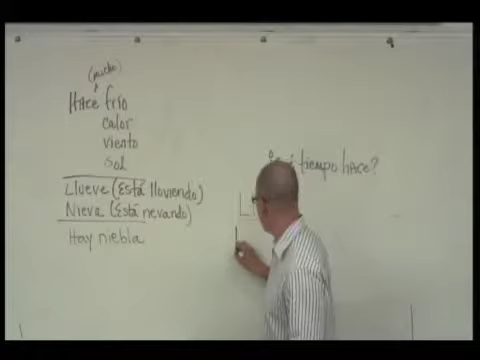 (mucho)
Hace frío
calor
viento
sol
Llueve (Está lloviendo)
Nieva (Está nevando)
Hay niebla
tiempo hace?